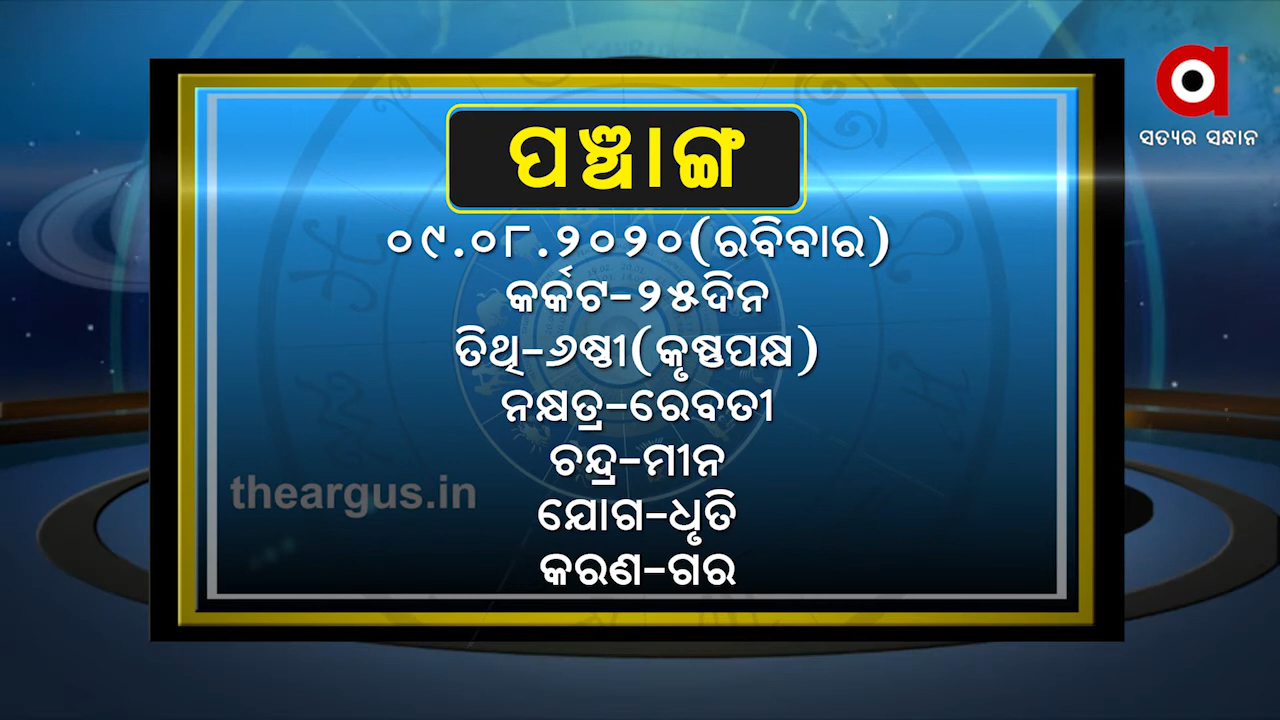 ପଞ୍ଚାଙ୍ଗ
ସତ୍ୟର ସନ୍ଧାନ
୦୯.୦୮.୨୦୨୦(ରବିବାର)
କର୍କଟ-୨୫ଦିନ
ତିଥି-୬ଷ୍ଠୀ(କୃଷ୍ଣପକ୍ଷ)
ନକ୍ଷତ୍ର-ରେବତୀ
ଚନ୍ଦ୍ର-ମୀନ
theargus.in
ଯୋଗ-ଧୃତି
କରଣ-ଗର